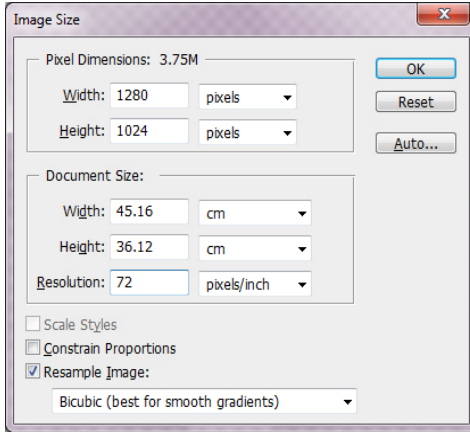 Image Size
Pixel Dimensions: 3.75M
OK
Width: 1280 pixels
Reset
Height: 1024 pixels
Auto...
Document Size:
Width: 45.16 cm
Height: 36.12 cm
Resolution: 72 pixels/inch
Scale Styles
Constrain Proportions
Resample Image:
Bicubic (best for smooth gradients)